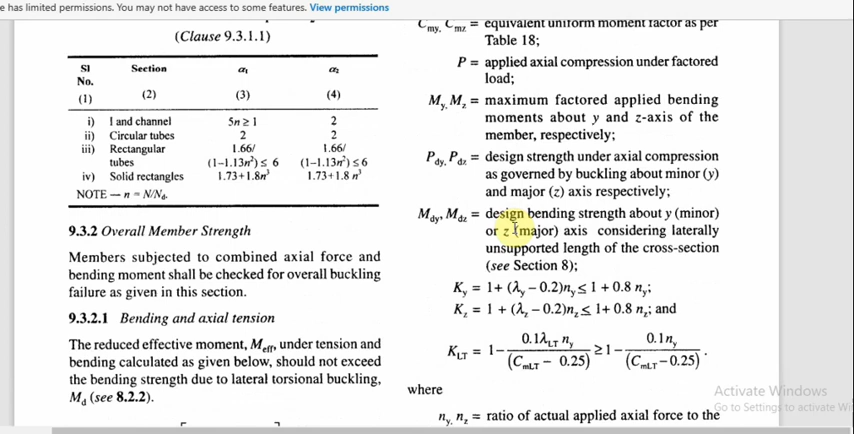 e has limited permissions. You may not have access to some features. View permissions
(Clause 9.3.1.1)
Sl No. Section α₁ α₂
(1) (2) (3) (4)
i) I and channel 5n ≥ 1 2
ii) Circular tubes 2 2
iii) Rectangular tubes 1.66/(1–1.13n²) ≤ 6 1.66/(1–1.13n²) ≤ 6
iv) Solid rectangles 1.73+1.8n³ 1.73+1.8 n³
NOTE — n = N/Nd.
9.3.2 Overall Member Strength
Members subjected to combined axial force and
bending moment shall be checked for overall buckling
failure as given in this section.
9.3.2.1 Bending and axial tension
The reduced effective moment, Meff, under tension and
bending calculated as given below, should not exceed
the bending strength due to lateral torsional buckling,
Md (see 8.2.2).
Cmy, Cmz = equivalent uniform moment factor as per
Table 18;
P = applied axial compression under factored
load;
My, Mz = maximum factored applied bending
moments about y and z-axis of the
member, respectively;
Pdy, Pdz = design strength under axial compression
as governed by buckling about minor (y)
and major (z) axis respectively;
Mdy, Mdz = design bending strength about y (minor)
or z (major) axis considering laterally
unsupported length of the cross-section
(see Section 8);
Ky = 1+ (λy – 0.2)ny ≤ 1 + 0.8 ny;
Kz = 1 + (λz – 0.2)nz ≤ 1+ 0.8 nz; and
KLT = 1– 0.1λLT ny / (CmLT – 0.25) ≥ 1– 0.1ny / (CmLT – 0.25) .
where
ny, nz = ratio of actual applied axial force to the
Activate Windows
Go to Settings to activate Wi